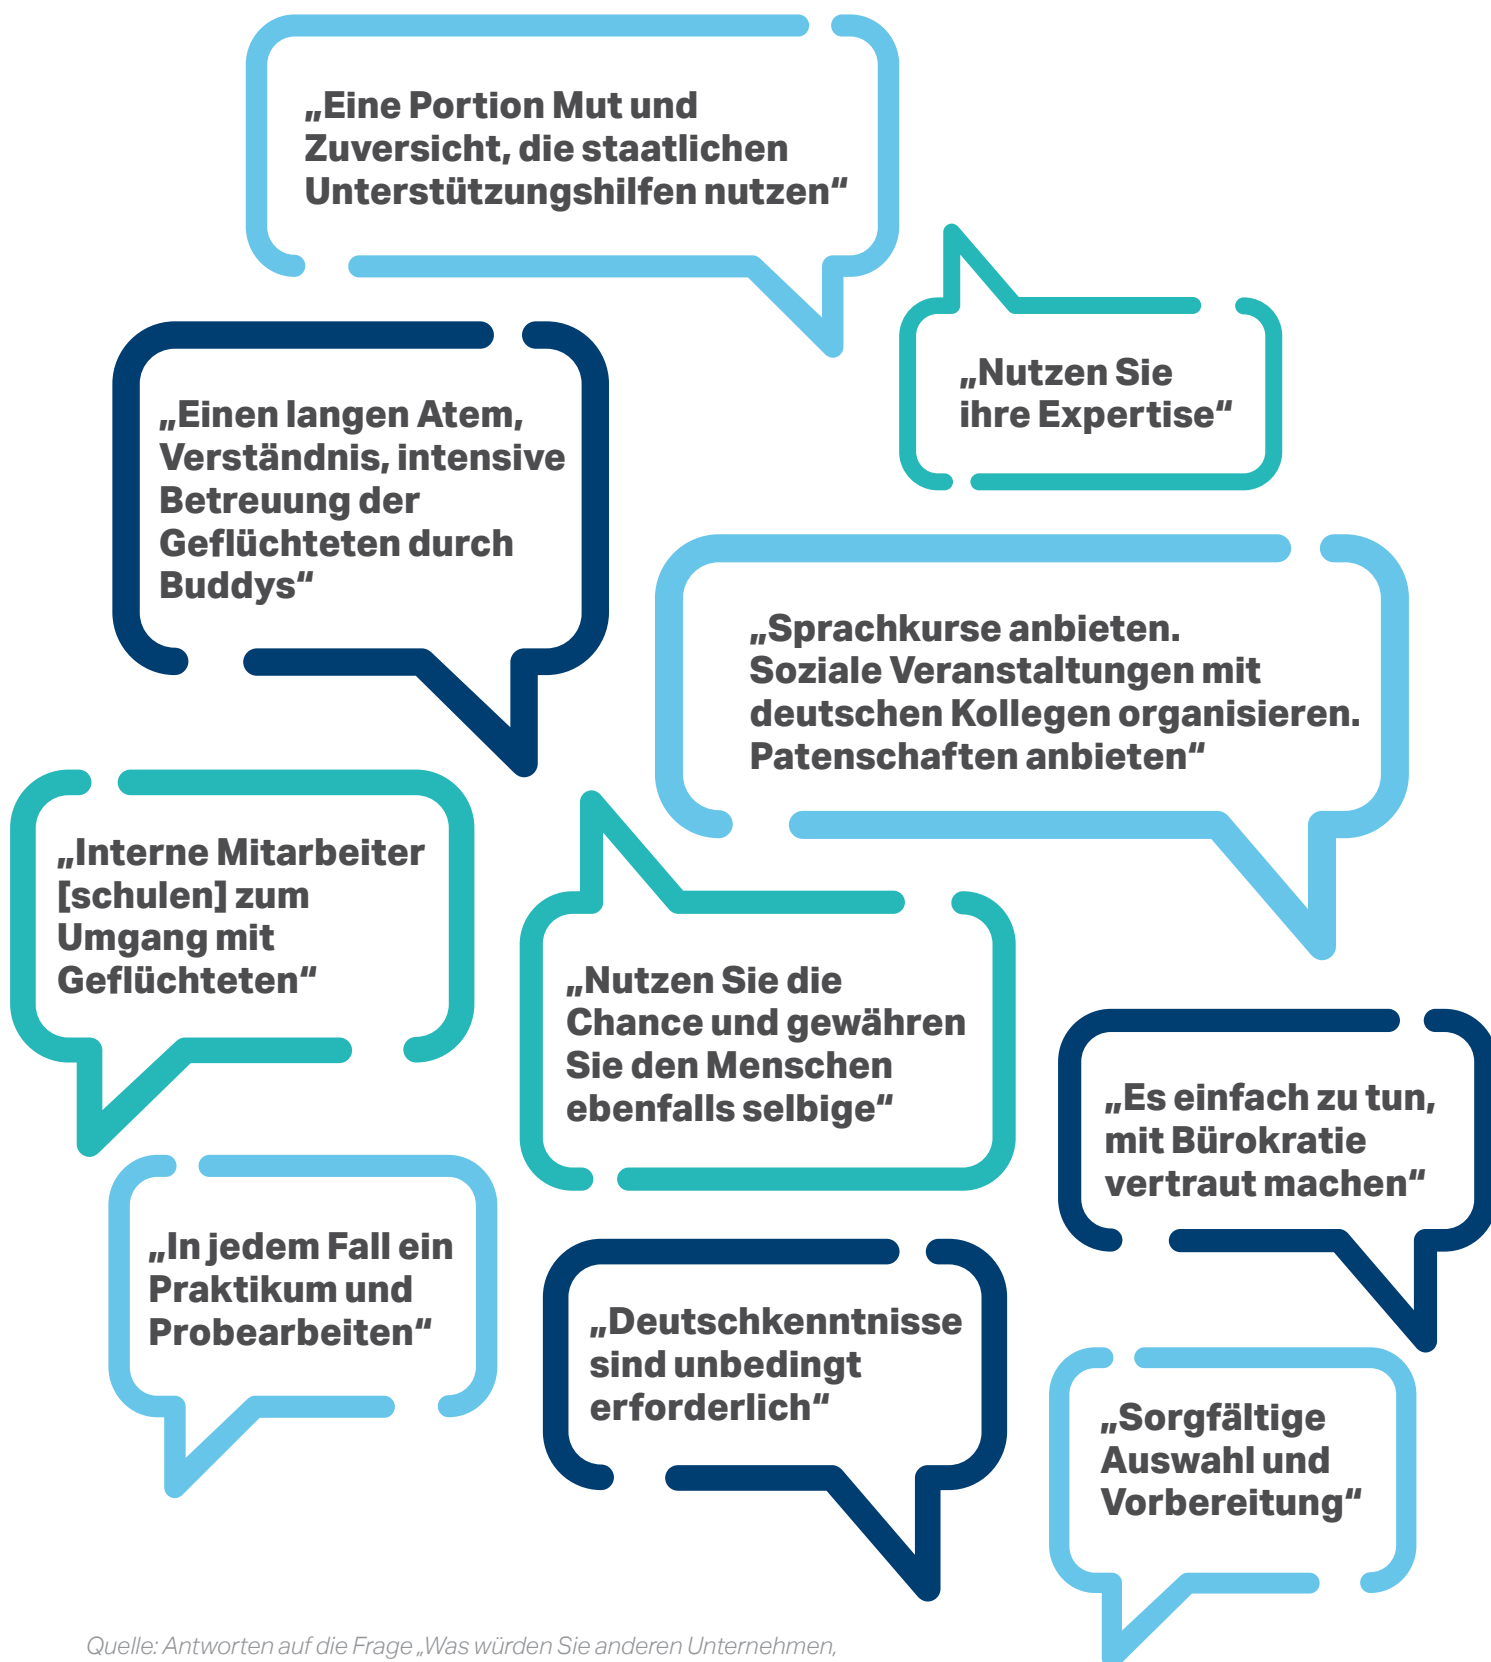 „Eine Portion Mut und
Zuversicht, die staatlichen
Unterstützungshilfen nutzen“
„Nutzen Sie
ihre Expertise“
„Einen langen Atem,
Verständnis, intensive
Betreuung der
Geflüchteten durch
Buddys“
„Sprachkurse anbieten.
Soziale Veranstaltungen mit
deutschen Kollegen organisieren.
Patenschaften anbieten“
„Interne Mitarbeiter
[schulen] zum
Umgang mit
Geflüchteten“
„Nutzen Sie die
Chance und gewähren
Sie den Menschen
ebenfalls selbige“
„Es einfach zu tun,
mit Bürokratie
vertraut machen“
„In jedem Fall ein
Praktikum und
Probearbeiten“
„Deutschkenntnisse
sind unbedingt
erforderlich“
„Sorgfältige
Auswahl und
Vorbereitung“
Quelle: Antworten auf die Frage „Was würden Sie anderen Unternehmen,